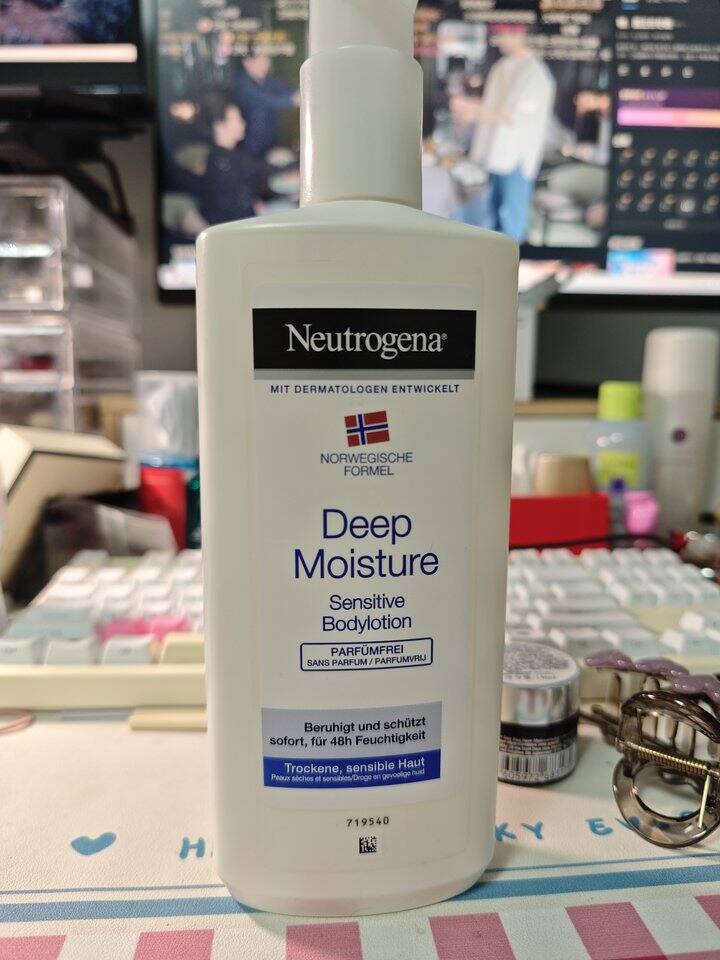 Neutrogena®
MIT DERMATOLOGEN ENTWICKELT
NORWEGISCHE
FORMEL
Deep
Moisture
Sensitive
Bodylotion
PARFÜMFREI
SANS PARFUM / PARFUMVRIJ
Beruhigt und schützt
sofort, für 48h Feuchtigkeit
Trockene, sensible Haut
Peaux sèches et sensibles/Droge en gevoelige huid
719540
KY